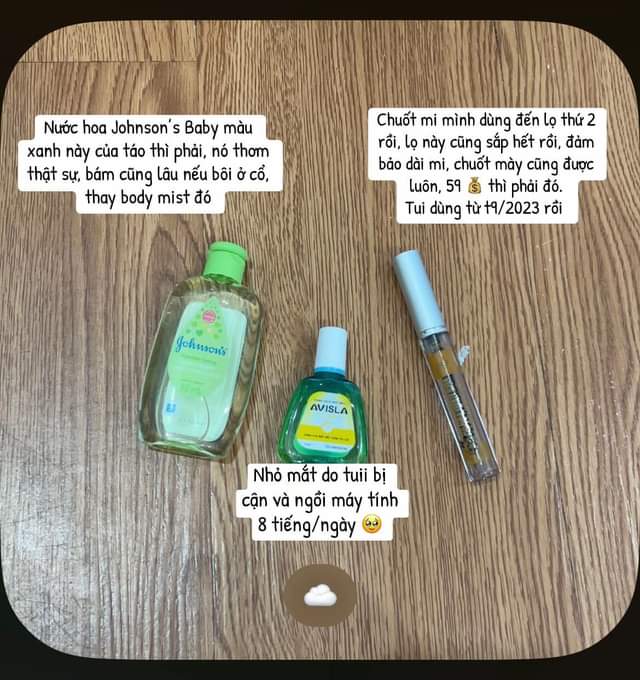 Nước hoa Johnson's Baby màu
xanh này của táo thì phải, nó thơm
thật sự, bám cũng lâu nếu bôi ở cổ,
thay body mist đó
Chuốt mi mình dùng đến lọ thứ 2
rồi, lọ này cũng sắp hết rồi, đảm
bảo dài mi, chuốt mày cũng được
luôn, 59 💰 thì phải đó.
Tui dùng từ t9/2023 rồi
Johnson's
AVISLA
Nhỏ mắt do tuii bị
cận và ngồi máy tính
8 tiếng/ngày 🥹